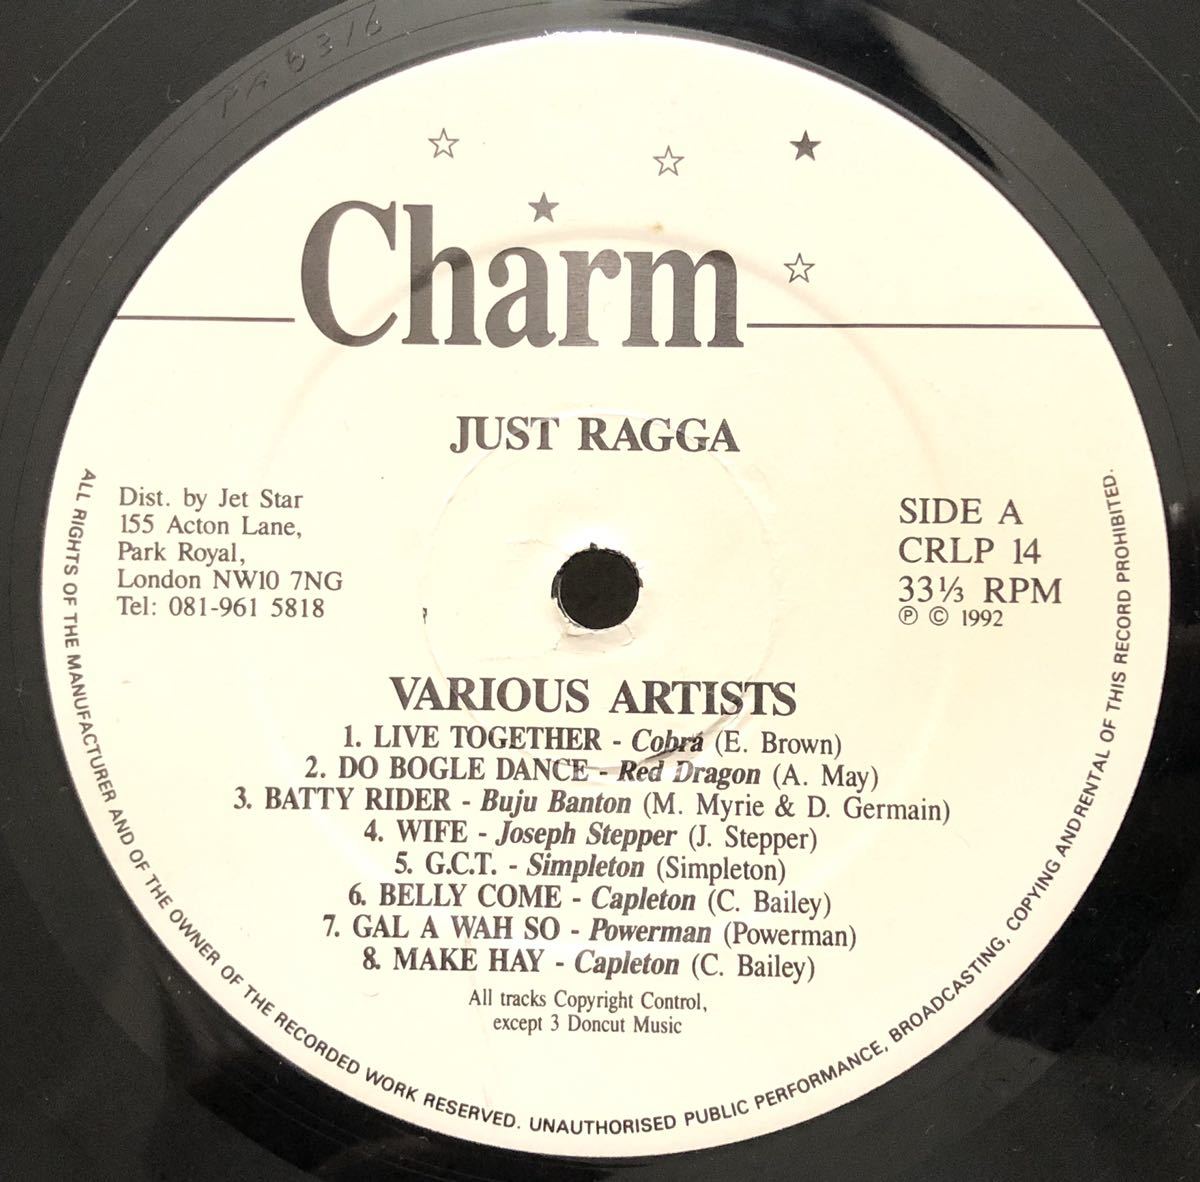 PA 6316
Charm
JUST RAGGA
Dist. by Jet Star
155 Acton Lane,
Park Royal,
London NW10 7NG
Tel: 081-961 5818
SIDE A
CRLP 14
33⅓ RPM
Ⓟ © 1992
VARIOUS ARTISTS
1. LIVE TOGETHER - Cobra (E. Brown)
2. DO BOGLE DANCE - Red Dragon (A. May)
3. BATTY RIDER - Buju Banton (M. Myrie & D. Germain)
4. WIFE - Joseph Stepper (J. Stepper)
5. G.C.T. - Simpleton (Simpleton)
6. BELLY COME - Capleton (C. Bailey)
7. GAL A WAH SO - Powerman (Powerman)
8. MAKE HAY - Capleton (C. Bailey)
All tracks Copyright Control,
except 3 Doncut Music
ALL RIGHTS OF THE MANUFACTURER AND OF THE OWNER OF THE RECORDED WORK RESERVED. UNAUTHORISED PUBLIC PERFORMANCE, BROADCASTING, COPYING ANDRENTAL OF THIS RECORD PROHIBITED.